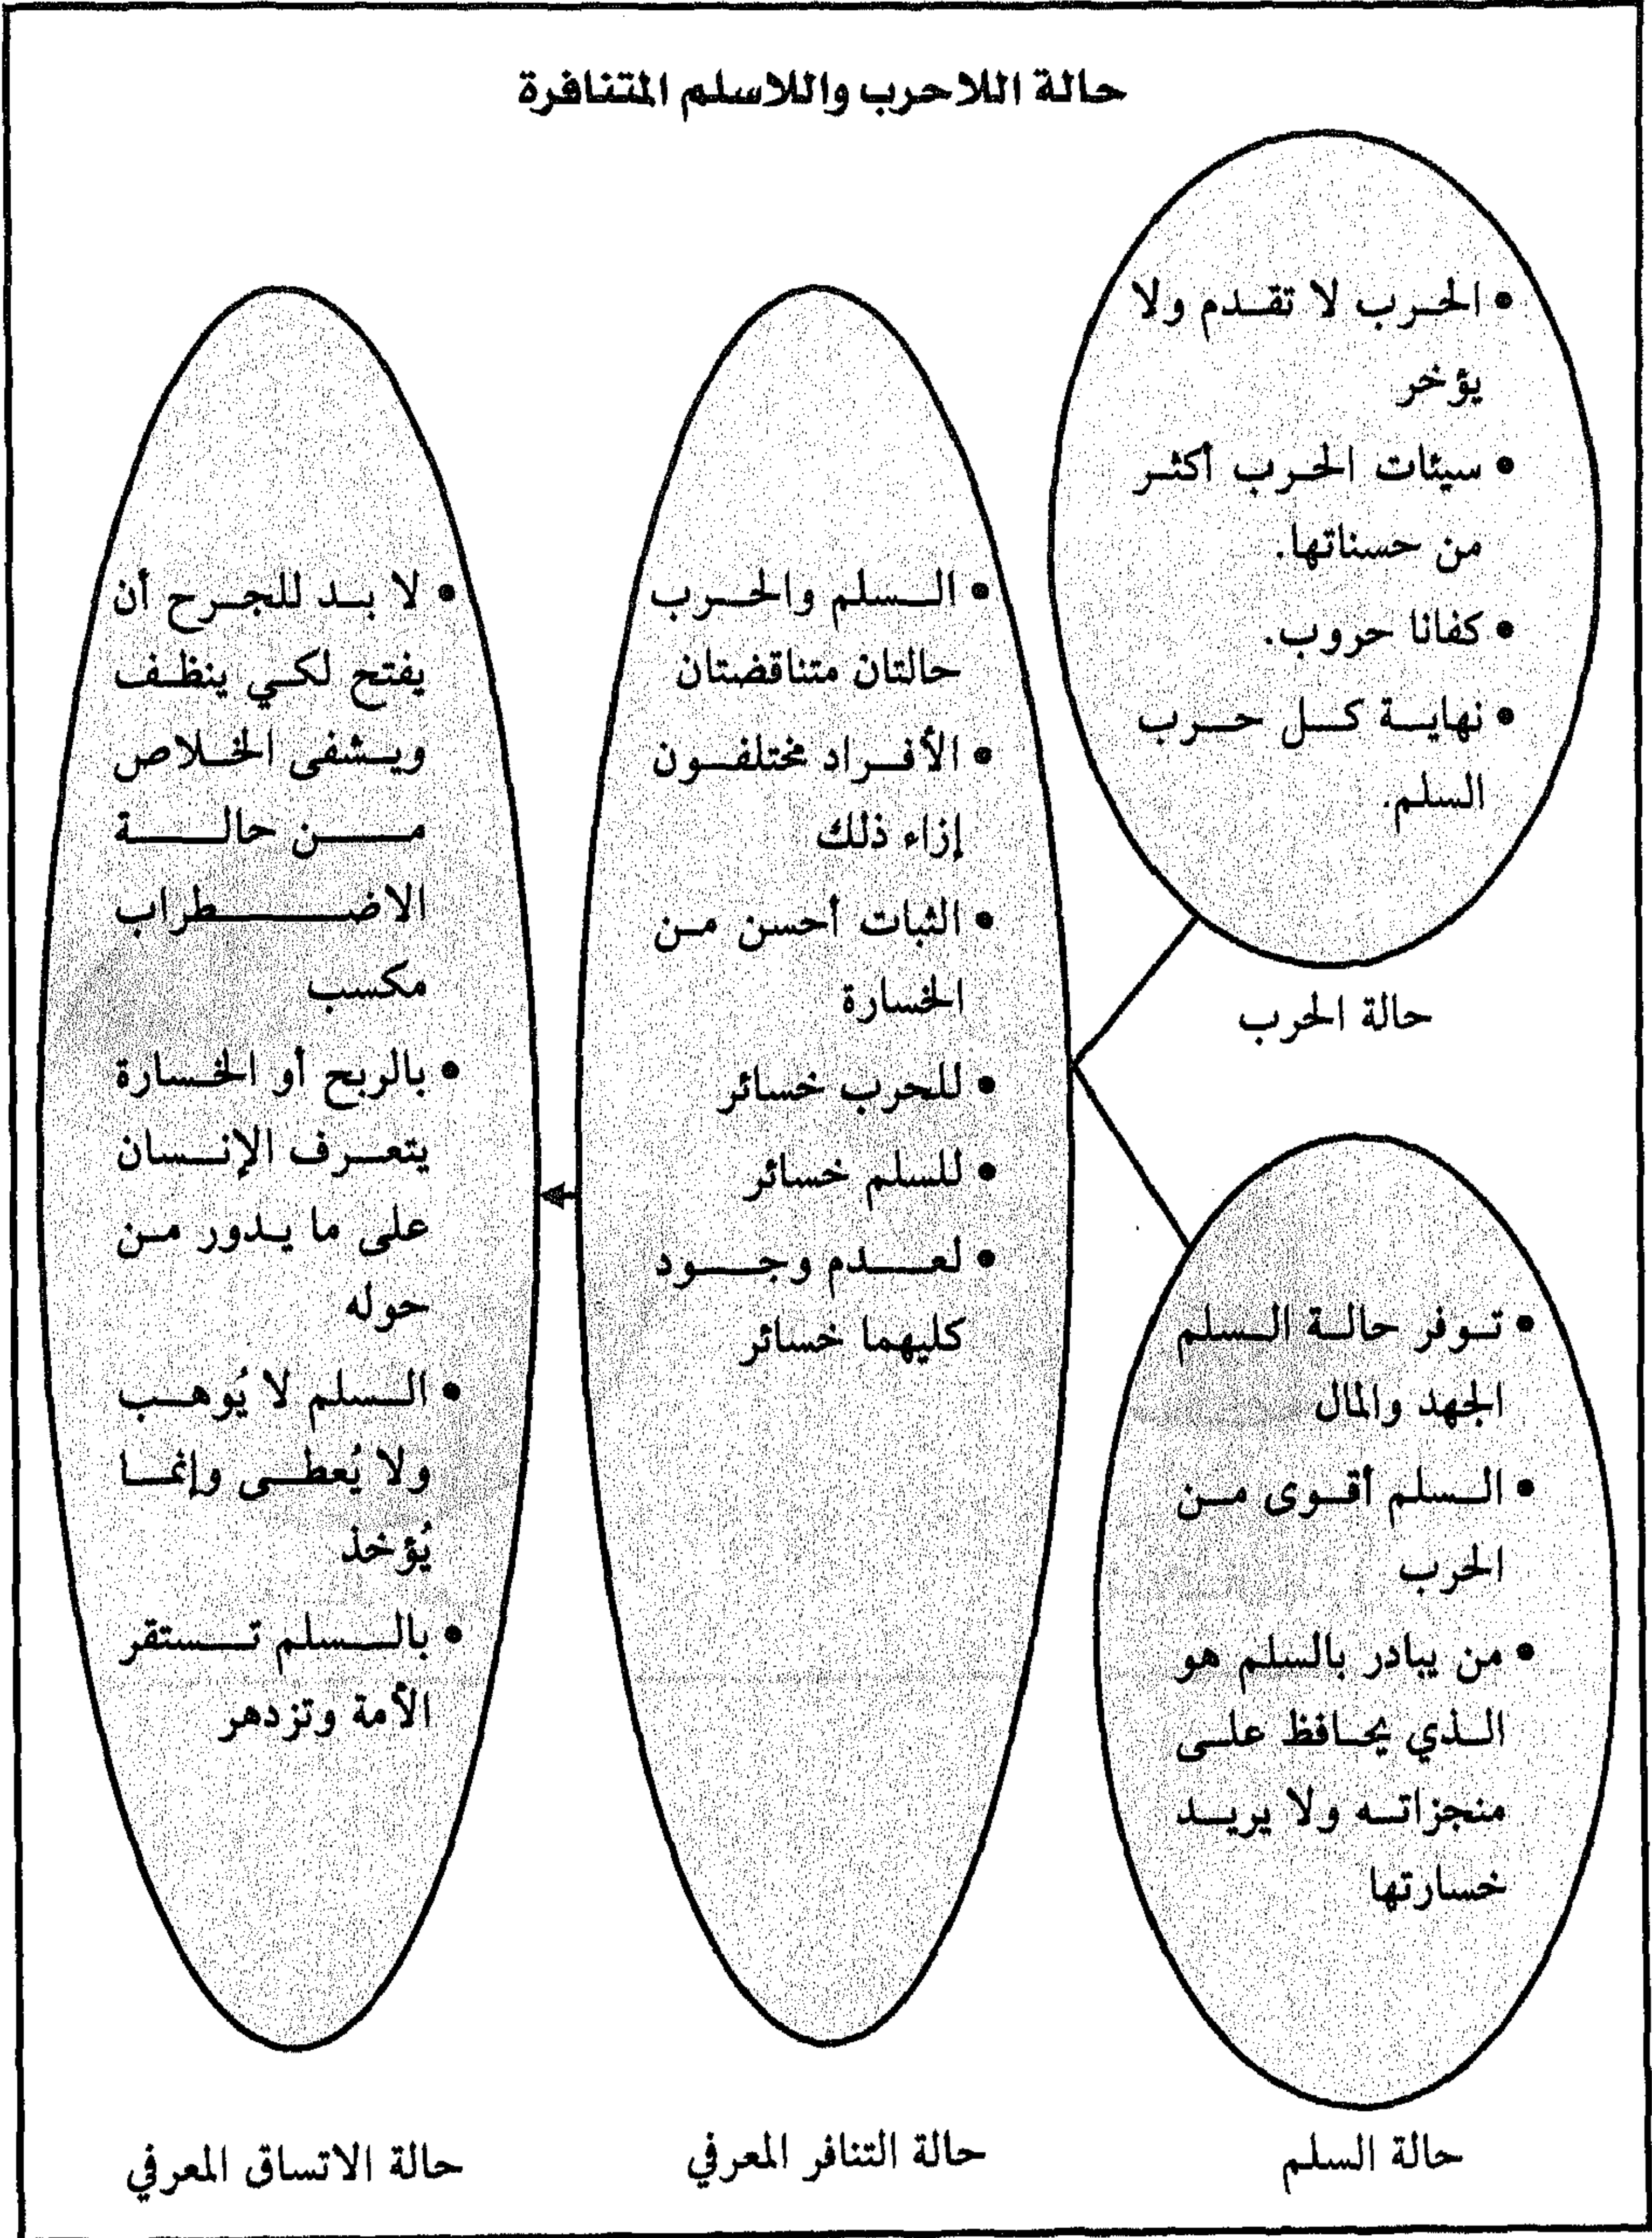 حالة اللاحرب واللاسلم المتنافرة
• الحرب لا تقدم ولا
يؤخر
• سيئات الحرب أكثر
من حسناتها.
• كفانا حروب.
• نهاية كل حرب
السلم.
حالة الحرب
• توفر حالة السلم
الجهد والمال
• السلم أقوى من
الحرب
• من يبادر بالسلم هو
الذي يحافظ على
منجزاته ولا يريد
خسارتها
حالة السلم
• السلم والحرب
حالتان متناقضتان
• الأفراد مختلفون
إزاء ذلك
• الثبات أحسن من
الخسارة
• للحرب خسائر
• للسلم خسائر
• لعدم وجود
كليهما خسائر
حالة التنافر المعرفي
• لا بد للجرح أن
يفتح لكي ينظف
ويشفى الخلاص
من حالة
الاضطراب
مكسب
• بالربح أو الخسارة
يتعرف الإنسان
على ما يدور من
حوله
• السلم لا يُوهب
ولا يُعطى وإنما
يُؤخذ
• بالسلم تستقر
الأمة وتزدهر
حالة الاتساق المعرفي